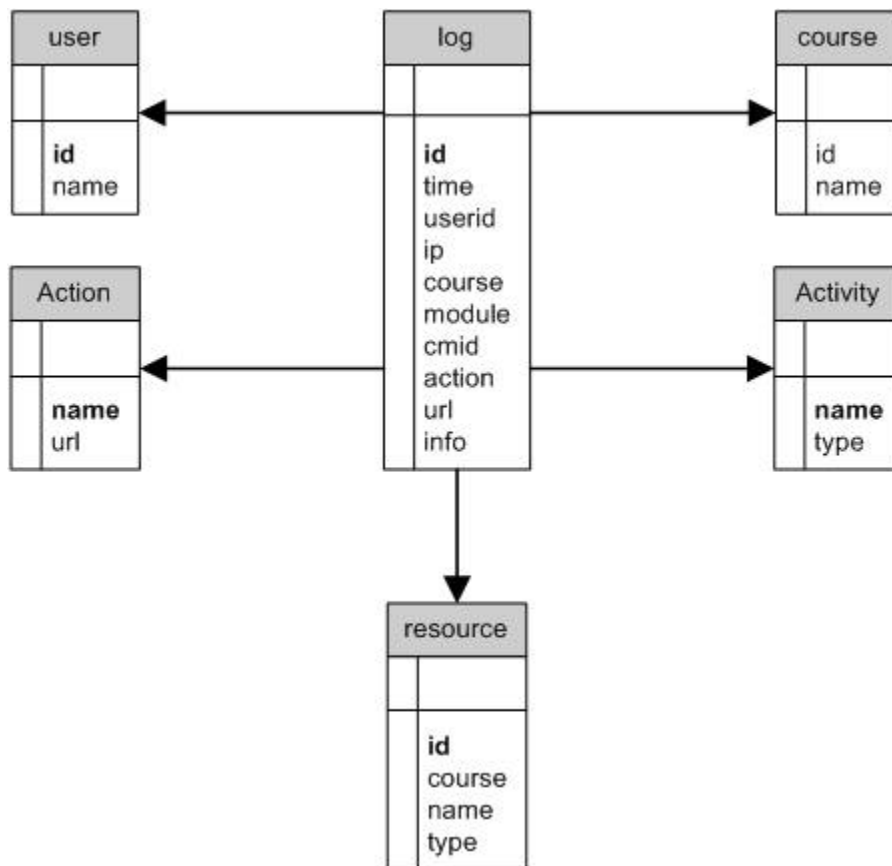 user
id
name
log
id
time
userid
ip
course
module
cmid
action
url
info
course
id
name
Action
name
url
Activity
name
type
resource
id
course
name
type